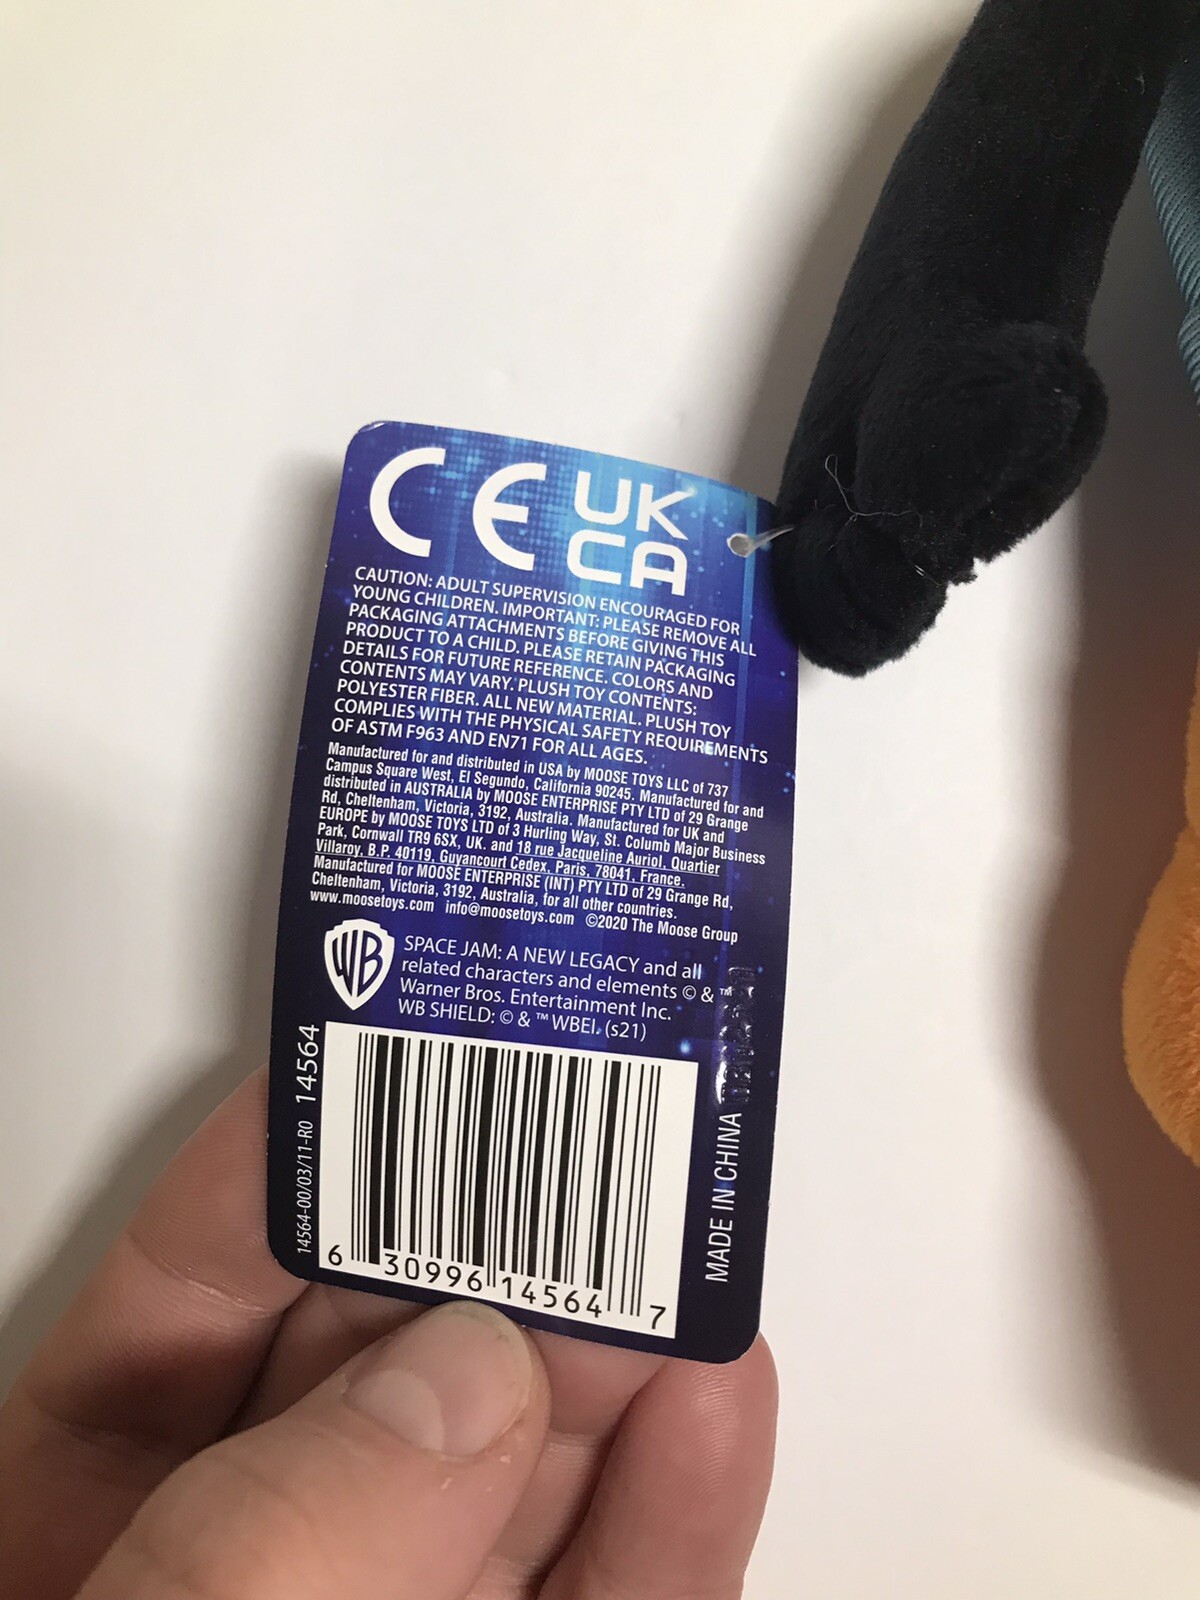 CE UK
CA
CAUTION: ADULT SUPERVISION ENCOURAGED FOR
YOUNG CHILDREN. IMPORTANT: PLEASE REMOVE ALL
PACKAGING ATTACHMENTS BEFORE GIVING THIS
PRODUCT TO A CHILD. PLEASE RETAIN PACKAGING
DETAILS FOR FUTURE REFERENCE. COLORS AND
CONTENTS MAY VARY. PLUSH TOY CONTENTS:
POLYESTER FIBER. ALL NEW MATERIAL. PLUSH TOY
COMPLIES WITH THE PHYSICAL SAFETY REQUIREMENTS
OF ASTM F963 AND EN71 FOR ALL AGES.
Manufactured for and distributed in USA by MOOSE TOYS LLC of 737
Campus Square West, El Segundo, California 90245. Manufactured for and
distributed in AUSTRALIA by MOOSE ENTERPRISE PTY LTD of 29 Grange
Rd, Cheltenham, Victoria, 3192, Australia. Manufactured for UK and
EUROPE by MOOSE TOYS LTD of 3 Hurling Way, St. Columb Major Business
Park, Cornwall TR9 6SX, UK. and 18 rue Jacqueline Auriol, Quartier
Villaroy, B.P. 40119, Guyancourt Cedex, Paris, 78041, France.
Manufactured for MOOSE ENTERPRISE (INT) PTY LTD of 29 Grange Rd,
Cheltenham, Victoria, 3192, Australia, for all other countries.
www.moosetoys.com info@moosetoys.com ©2020 The Moose Group
WB
SPACE JAM: A NEW LEGACY and all
related characters and elements © & ™
Warner Bros. Entertainment Inc.
WB SHIELD: © & ™ WBEI. (s21)
14564-00/03/11-R0 14564
6 30996 14564 7
MADE IN CHINA